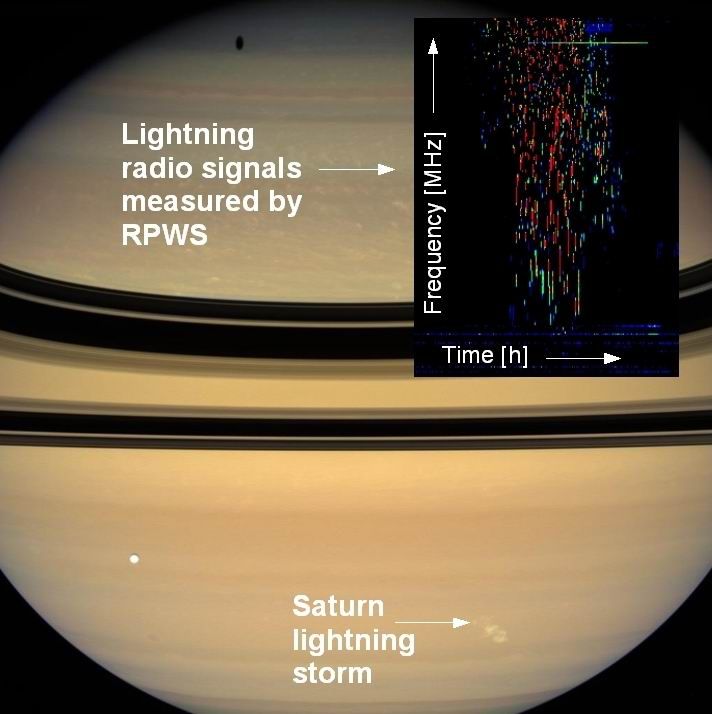 Lightning
radio signals
measured by
RPWS
Frequency [MHz]
Time [h]
Saturn
lightning
storm